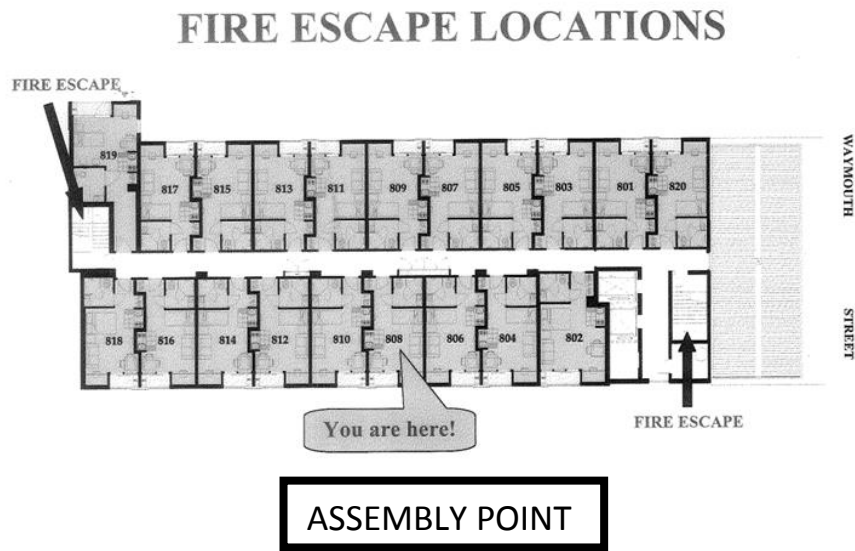 FIRE ESCAPE LOCATIONS
FIRE ESCAPE
819
817 815 813 811 809 807 805 803 801 820
WAYMOUTH
STREET
818 816 814 812 810 808 806 804 802
You are here!
FIRE ESCAPE
ASSEMBLY POINT